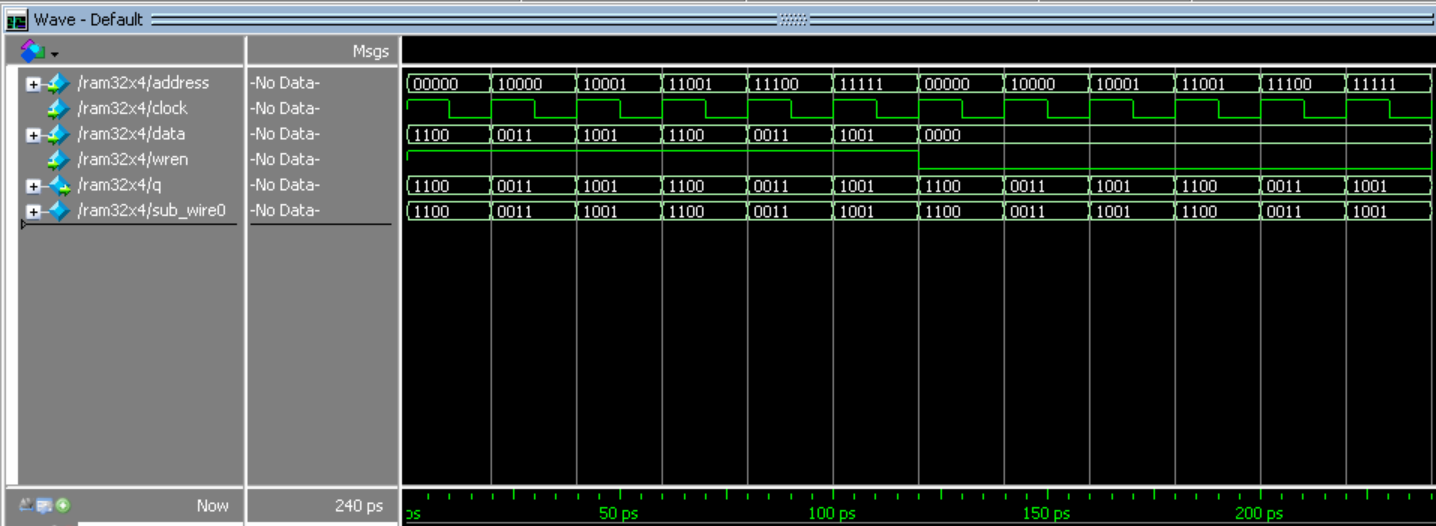 Wave - Default
Msgs
/ram32x4/address -No Data- 00000 10000 10001 11001 11100 11111 00000 10000 10001 11001 11100 11111
/ram32x4/clock -No Data-
/ram32x4/data -No Data- 1100 0011 1001 1100 0011 1001 0000
/ram32x4/wren -No Data-
/ram32x4/q -No Data- 1100 0011 1001 1100 0011 1001 1100 0011 1001 1100 0011 1001
/ram32x4/sub_wire0 -No Data- 1100 0011 1001 1100 0011 1001 1100 0011 1001 1100 0011 1001
Now 240 ps ps 50 ps 100 ps 150 ps 200 ps